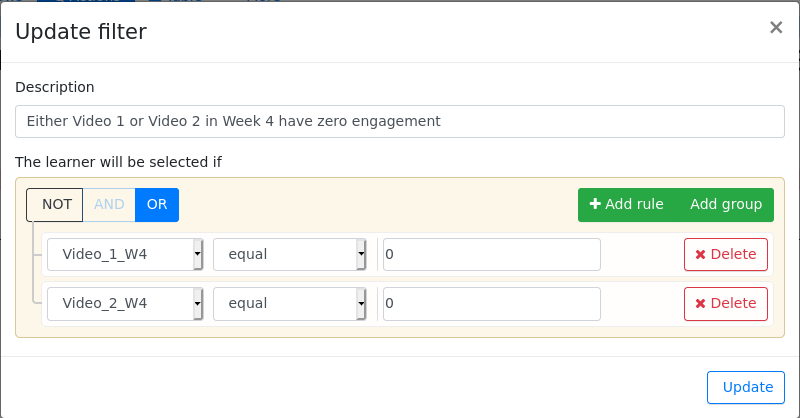 Update filter ×
Description
Either Video 1 or Video 2 in Week 4 have zero engagement
The learner will be selected if
NOT AND OR Add rule Add group
Video_1_W4 equal 0 Delete
Video_2_W4 equal 0 Delete
Update